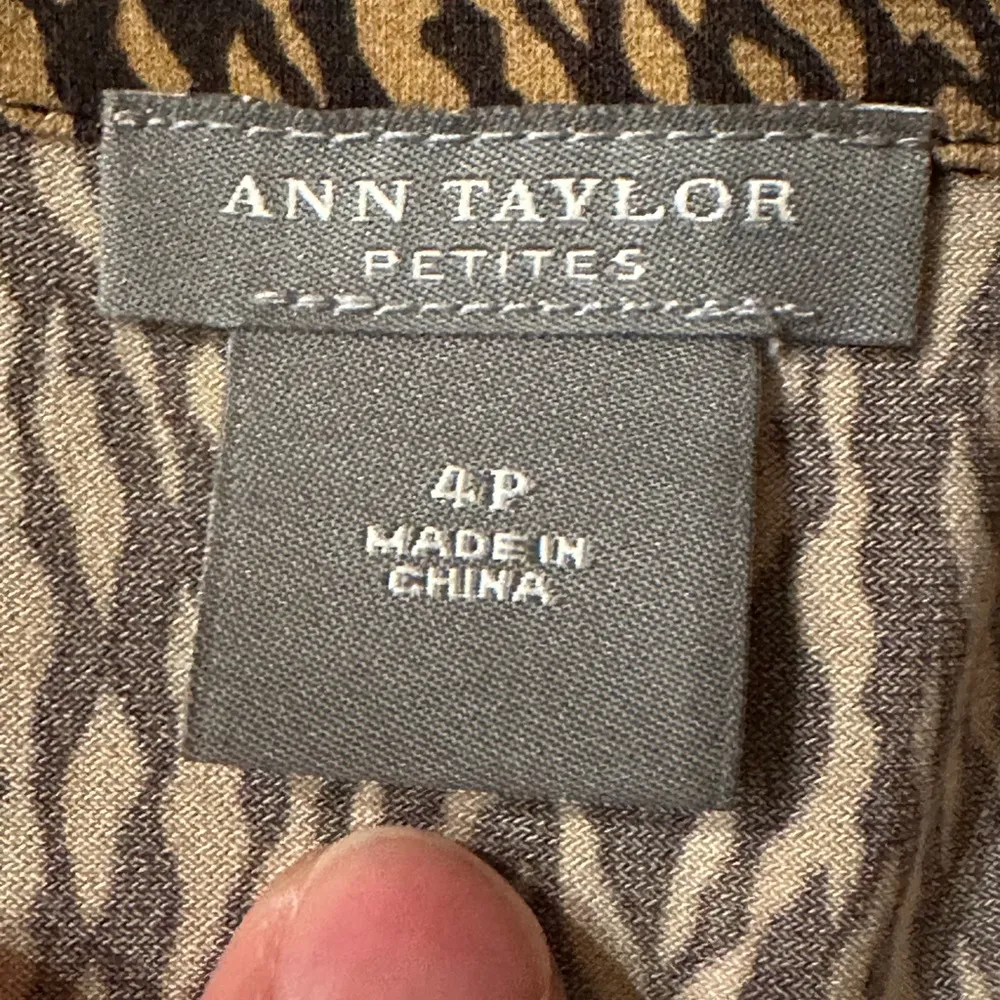 ANN TAYLOR
PETITES
4P
MADE IN
CHINA